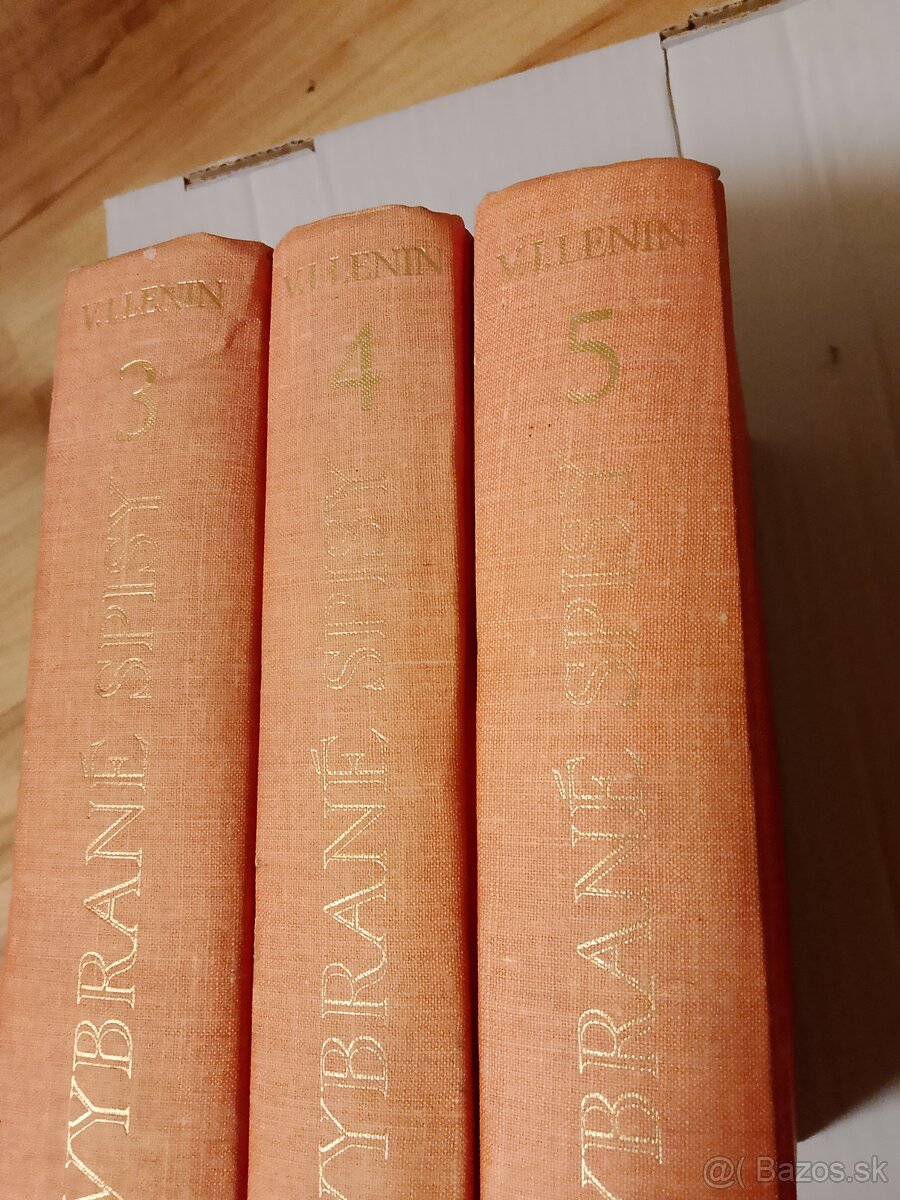 V.I.LENIN
3
VYBRANÉ SPISY
V.I.LENIN
4
VYBRANÉ SPISY
V.I.LENIN
5
VYBRANÉ SPISY
@( Bazos.sk